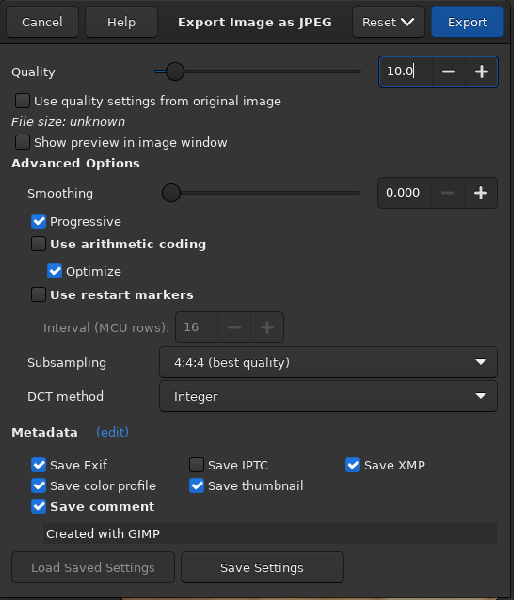 Cancel Help Export Image as JPEG Reset Export
Quality 10.0
Use quality settings from original image
File size: unknown
Show preview in image window
Advanced Options
Smoothing 0.000
Progressive
Use arithmetic coding
Optimize
Use restart markers
Interval (MCU rows): 16
Subsampling 4:4:4 (best quality)
DCT method Integer
Metadata (edit)
Save Exif Save IPTC Save XMP
Save color profile Save thumbnail
Save comment
Created with GIMP
Load Saved Settings Save Settings